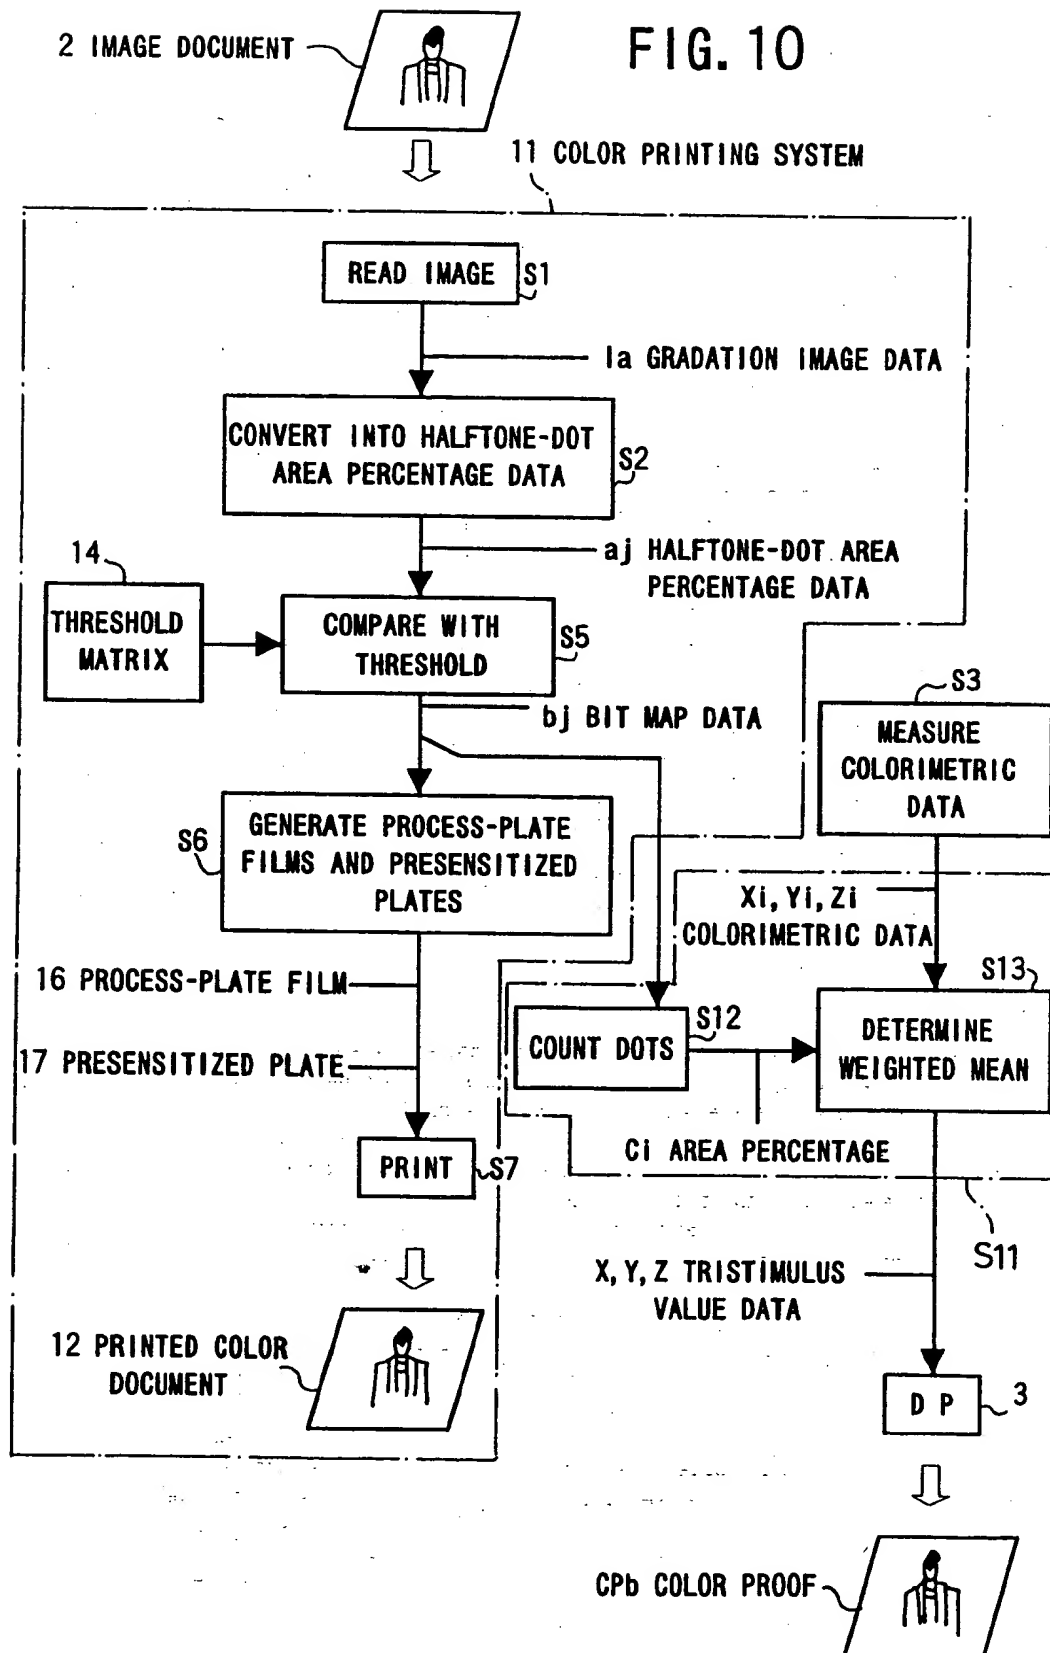 FIG. 10
2 IMAGE DOCUMENT
11 COLOR PRINTING SYSTEM
READ IMAGE
S1
Ia GRADATION IMAGE DATA
CONVERT INTO HALFTONE-DOT
AREA PERCENTAGE DATA
S2
aj HALFTONE-DOT AREA
PERCENTAGE DATA
14
THRESHOLD
MATRIX
COMPARE WITH
THRESHOLD
S5
bj BIT MAP DATA
S3
MEASURE
COLORIMETRIC
DATA
S6
GENERATE PROCESS-PLATE
FILMS AND PRESENSITIZED
PLATES
Xi, Yi, Zi
COLORIMETRIC DATA
16 PROCESS-PLATE FILM
S13
DETERMINE
WEIGHTED MEAN
S12
COUNT DOTS
17 PRESENSITIZED PLATE
Ci AREA PERCENTAGE
PRINT
S7
S11
X, Y, Z TRISTIMULUS
VALUE DATA
12 PRINTED COLOR
DOCUMENT
D P
3
CPb COLOR PROOF